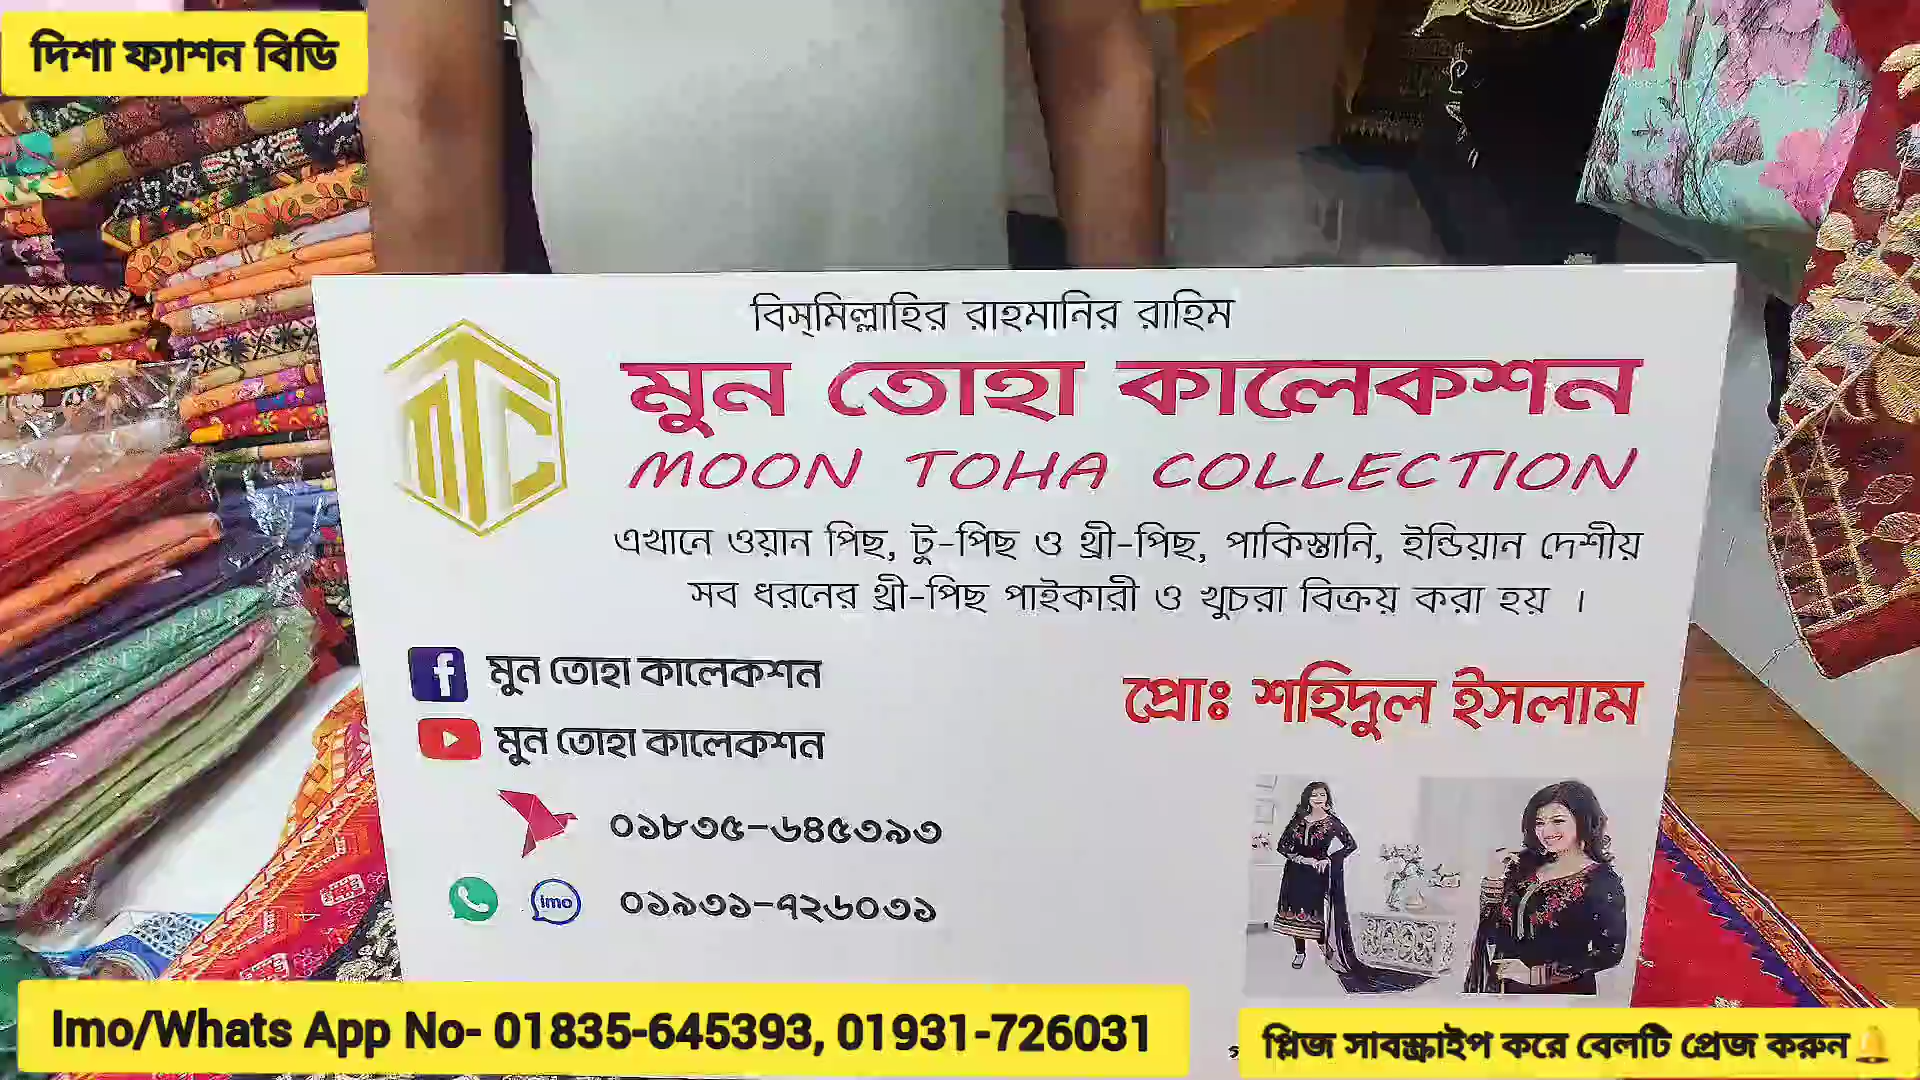 দিশা ফ্যাশন বিডি
বিস্‌মিল্লাহির রাহমানির রাহিম
MTC
মুন তোহা কালেকশন
MOON TOHA COLLECTION
এখানে ওয়ান পিছ, টু-পিছ ও থ্রী-পিছ, পাকিস্তানি, ইন্ডিয়ান দেশীয়
সব ধরনের থ্রী-পিছ পাইকারী ও খুচরা বিক্রয় করা হয় ।
f মুন তোহা কালেকশন
মুন তোহা কালেকশন
প্রোঃ শহিদুল ইসলাম
০১৮৩৫-৬৪৫৩৯৩
imo ০১৯৩১-৭২৬০৩১
Imo/Whats App No- 01835-645393, 01931-726031
প্লিজ সাবস্ক্রাইপ করে বেলটি প্রেজ করুন🔔